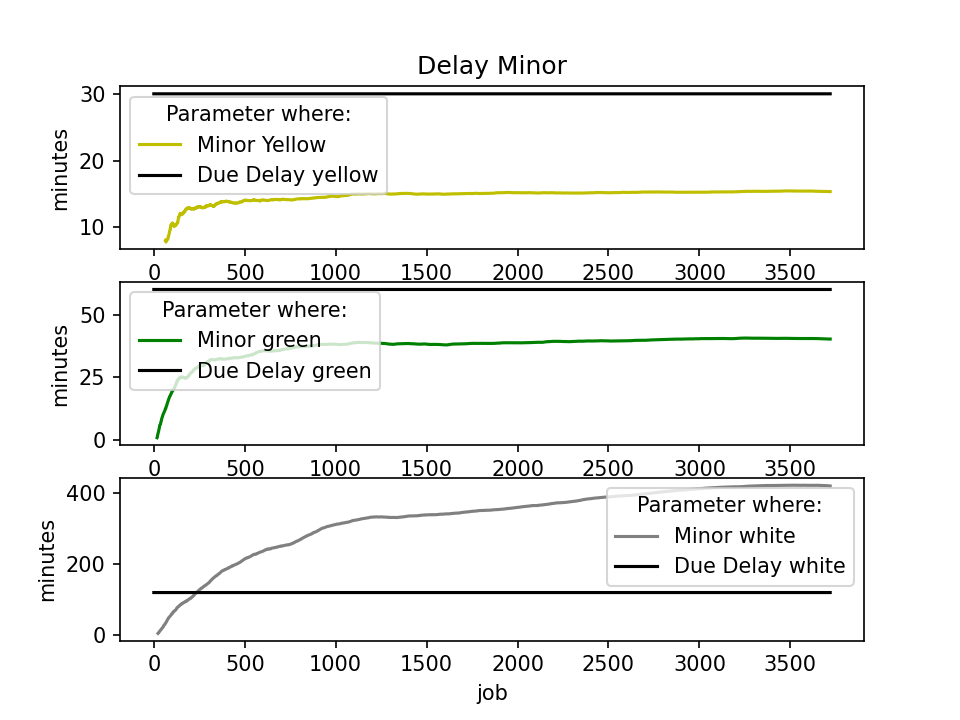 Delay Minor
30
20
10
minutes
Parameter where:
Minor Yellow
Due Delay yellow
0 500 1000 1500 2000 2500 3000 3500
50
25
0
minutes
Parameter where:
Minor green
Due Delay green
0 500 1000 1500 2000 2500 3000 3500
400
200
0
minutes
Parameter where:
Minor white
Due Delay white
0 500 1000 1500 2000 2500 3000 3500
job